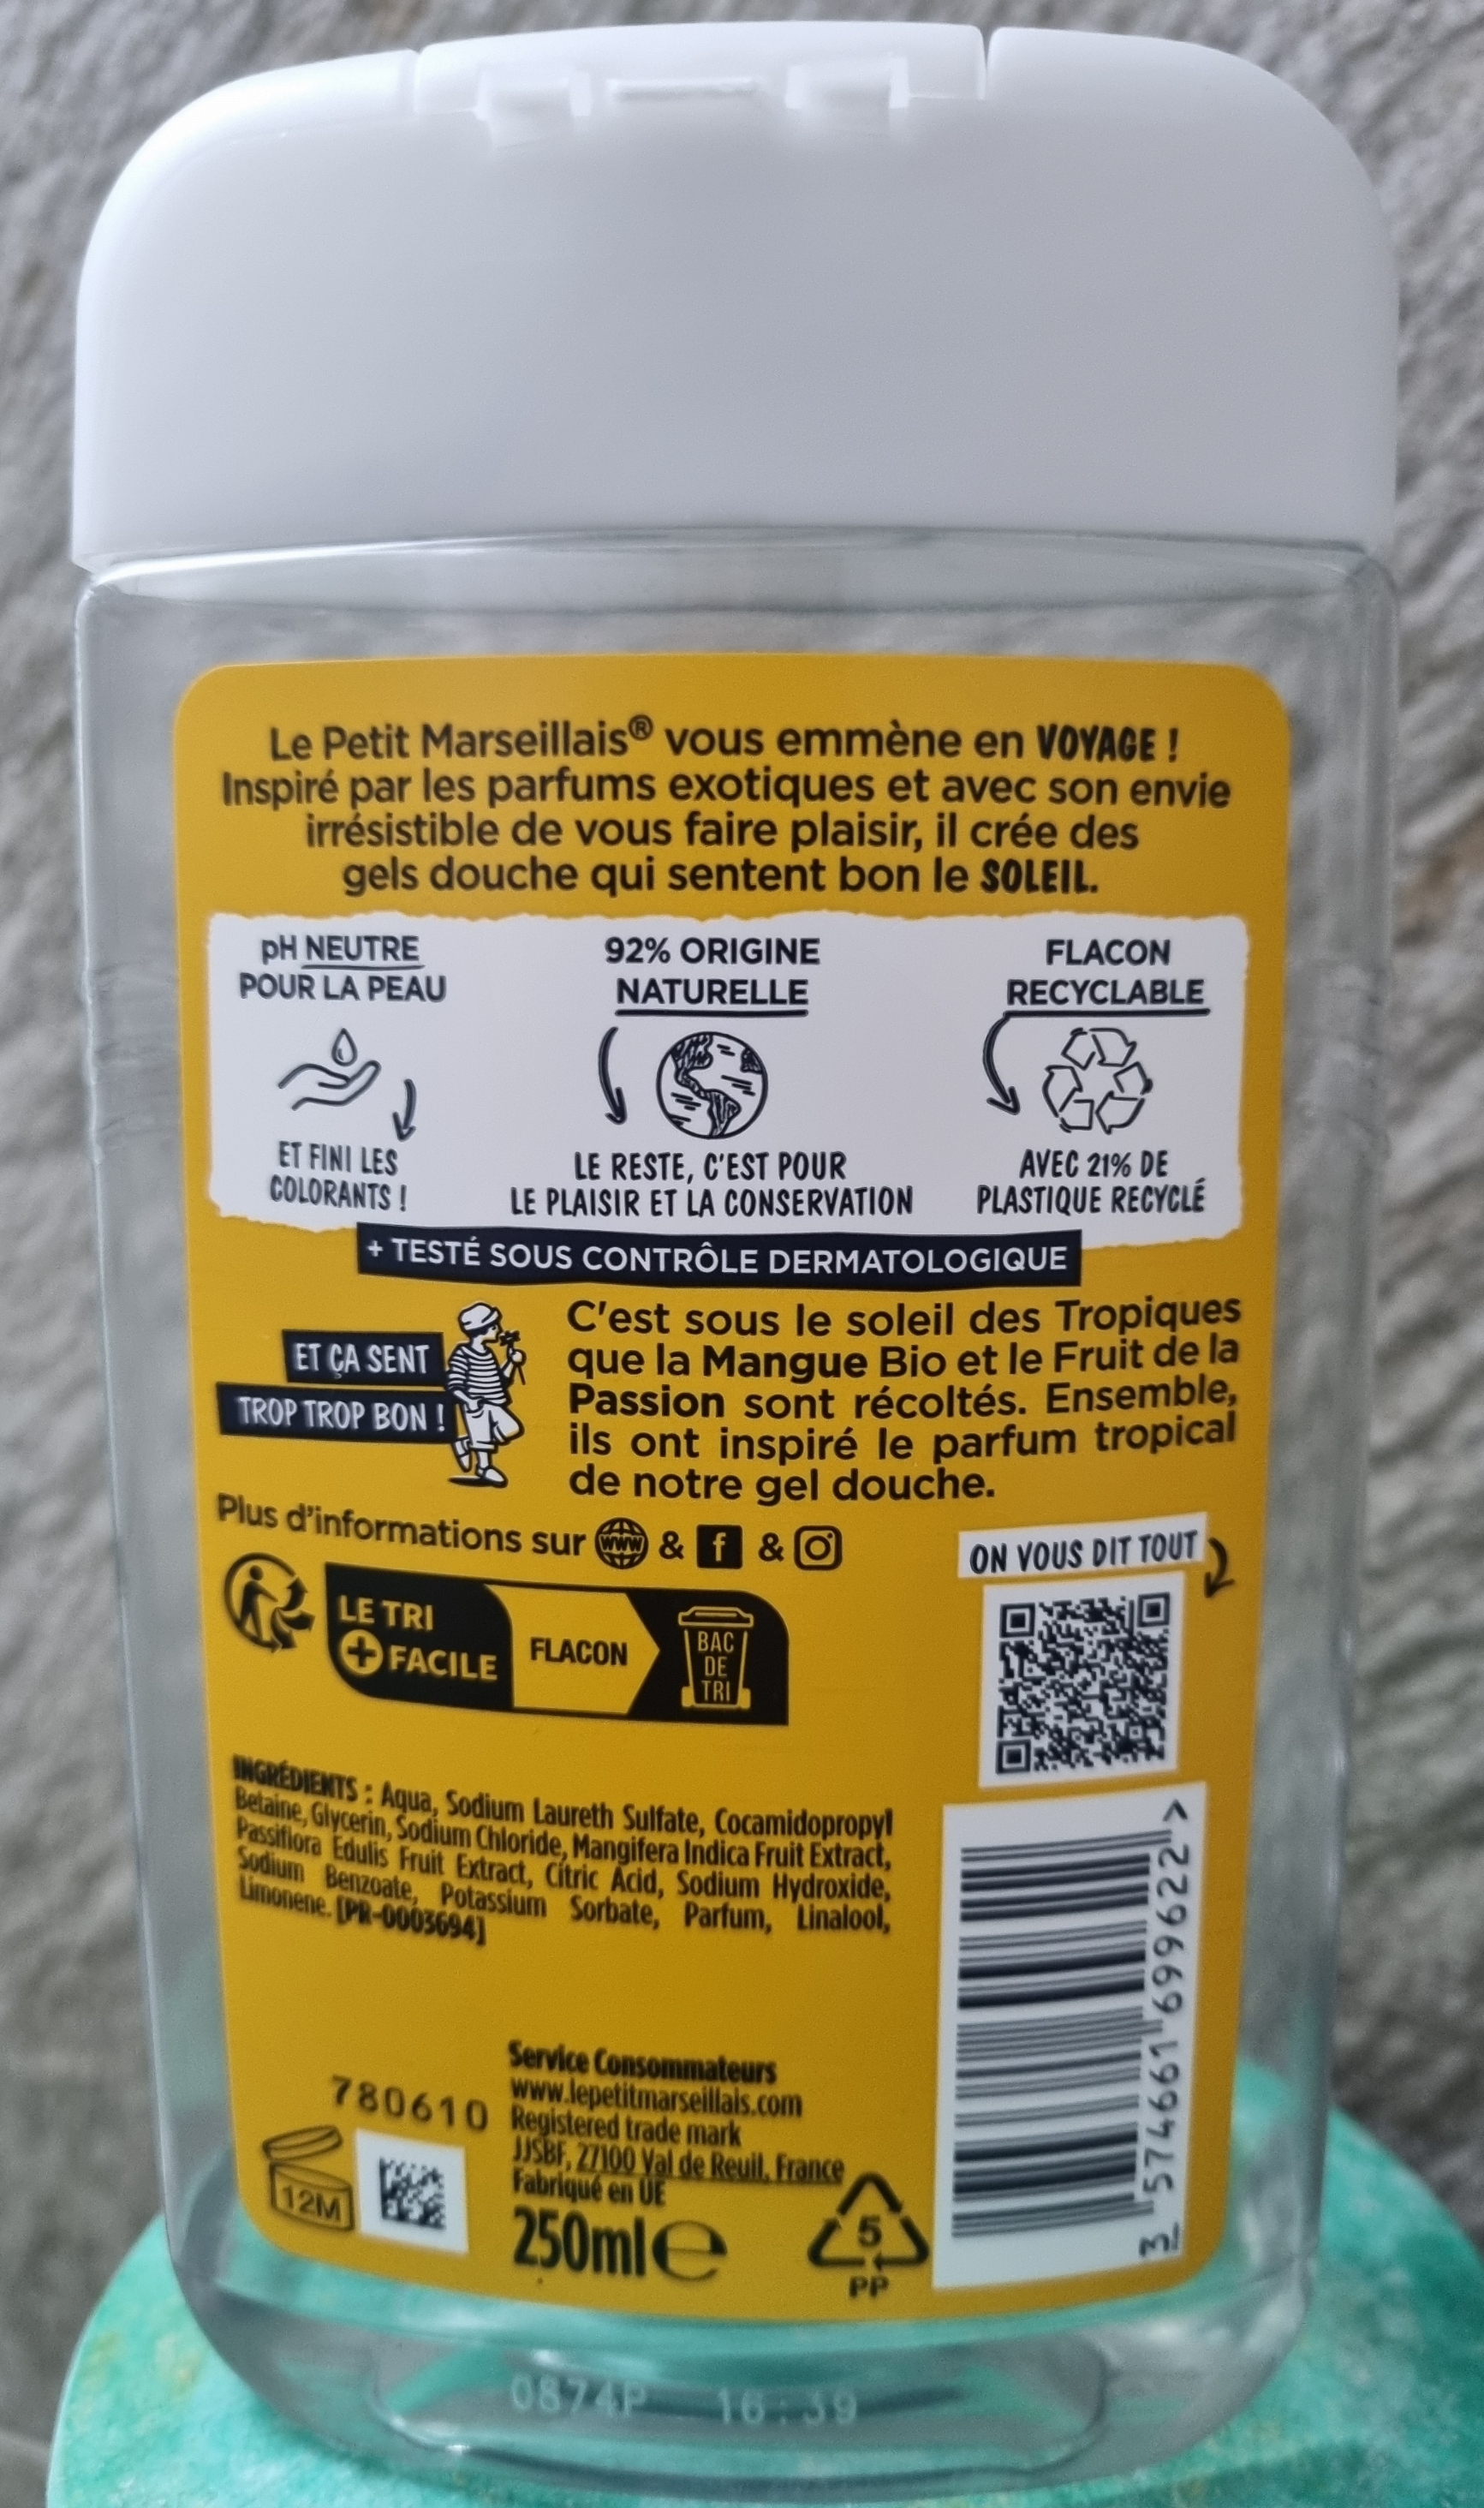 Le Petit Marseillais® vous emmène en VOYAGE !
Inspiré par les parfums exotiques et avec son envie
irrésistible de vous faire plaisir, il crée des
gels douche qui sentent bon le SOLEIL.
pH NEUTRE
POUR LA PEAU
ET FINI LES
COLORANTS !
92% ORIGINE
NATURELLE
LE RESTE, C'EST POUR
LE PLAISIR ET LA CONSERVATION
FLACON
RECYCLABLE
AVEC 21% DE
PLASTIQUE RECYCLÉ
+ TESTÉ SOUS CONTRÔLE DERMATOLOGIQUE
ET ÇA SENT
TROP TROP BON !
C'est sous le soleil des Tropiques
que la Mangue Bio et le Fruit de la
Passion sont récoltés. Ensemble,
ils ont inspiré le parfum tropical
de notre gel douche.
Plus d'informations sur www & f &
ON VOUS DIT TOUT
LE TRI
+ FACILE
FLACON
BAC
DE
TRI
INGRÉDIENTS : Aqua, Sodium Laureth Sulfate, Cocamidopropyl
Betaine, Glycerin, Sodium Chloride, Mangifera Indica Fruit Extract,
Passiflora Edulis Fruit Extract, Citric Acid, Sodium Hydroxide,
Sodium Benzoate, Potassium Sorbate, Parfum, Linalool,
Limonene. [PR-0003694]
3 574661 699622 >
780610
12M
Service Consommateurs
www.lepetitmarseillais.com
Registered trade mark
JJSBF, 27100 Val de Reuil, France
Fabriqué en UE
250ml e
5
PP
0874P 16:39